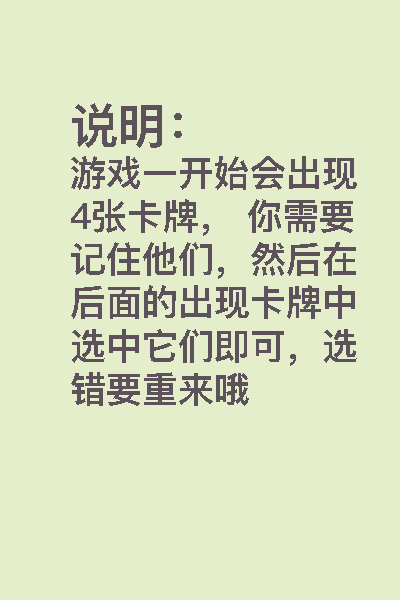 说明：
游戏一开始会出现
4张卡牌， 你需要
记住他们，然后在
后面的出现卡牌中
选中它们即可，选
错要重来哦